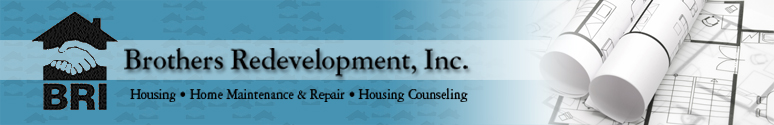 BRI
Brothers Redevelopment, Inc.
Housing • Home Maintenance & Repair • Housing Counseling